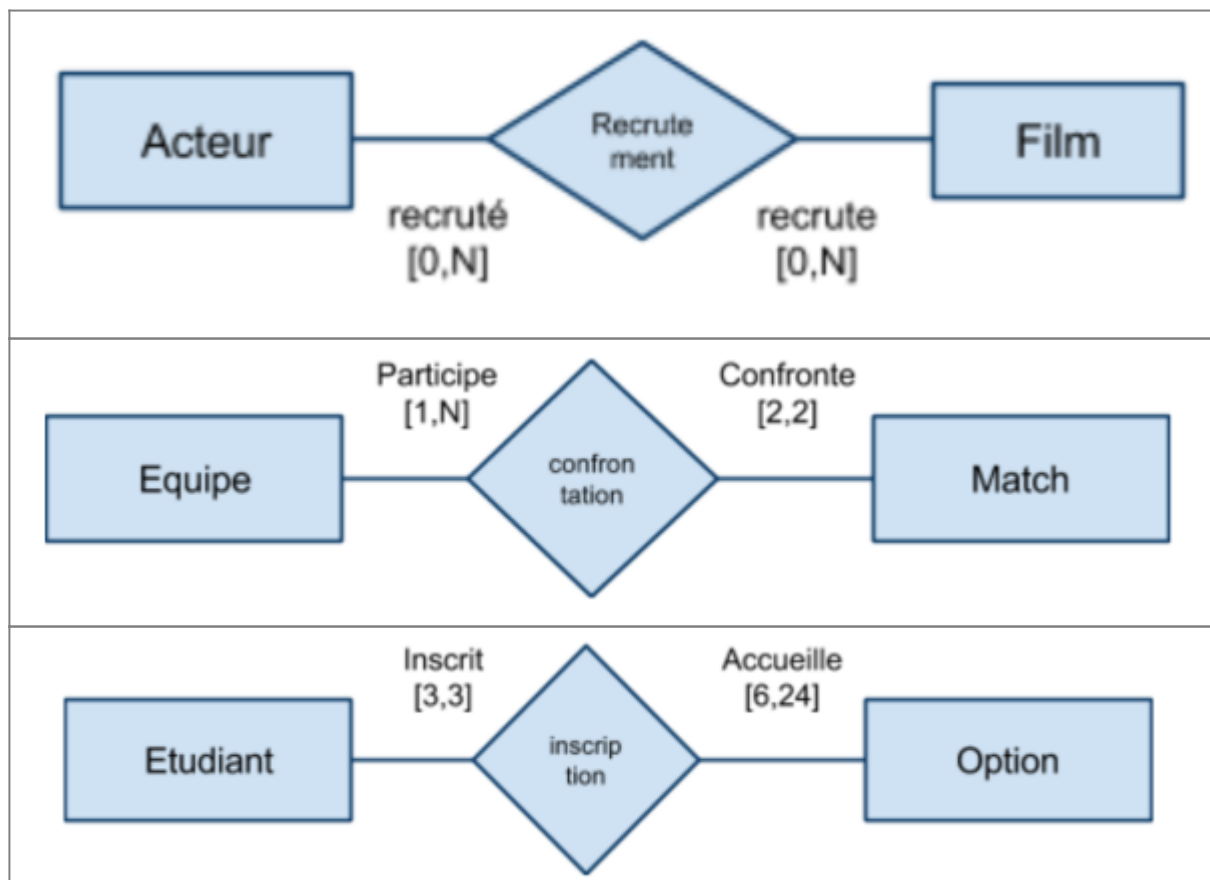 Acteur
Recrute
ment
Film
recruté
[0,N]
recrute
[0,N]
Participe
[1,N]
Confronte
[2,2]
Equipe
confron
tation
Match
Inscrit
[3,3]
Accueille
[6,24]
Etudiant
inscrip
tion
Option